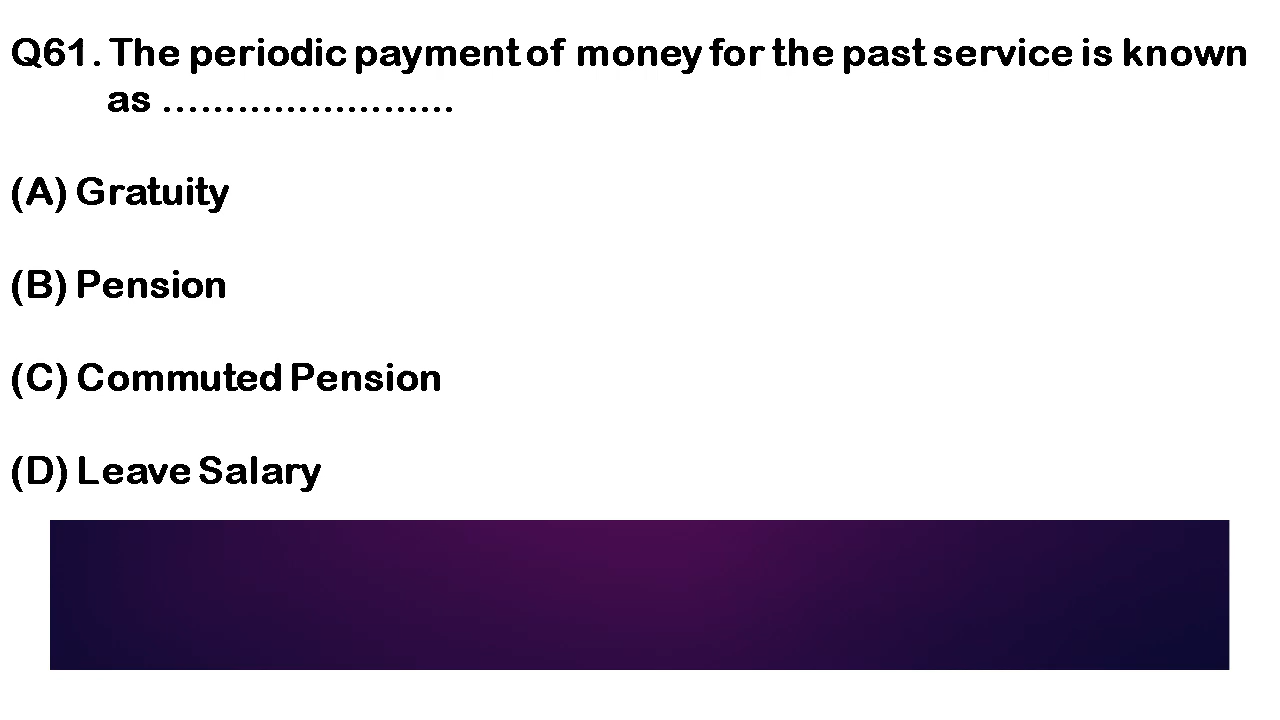 Q61. The periodic payment of money for the past service is known
as ........................
(A) Gratuity
(B) Pension
(C) Commuted Pension
(D) Leave Salary